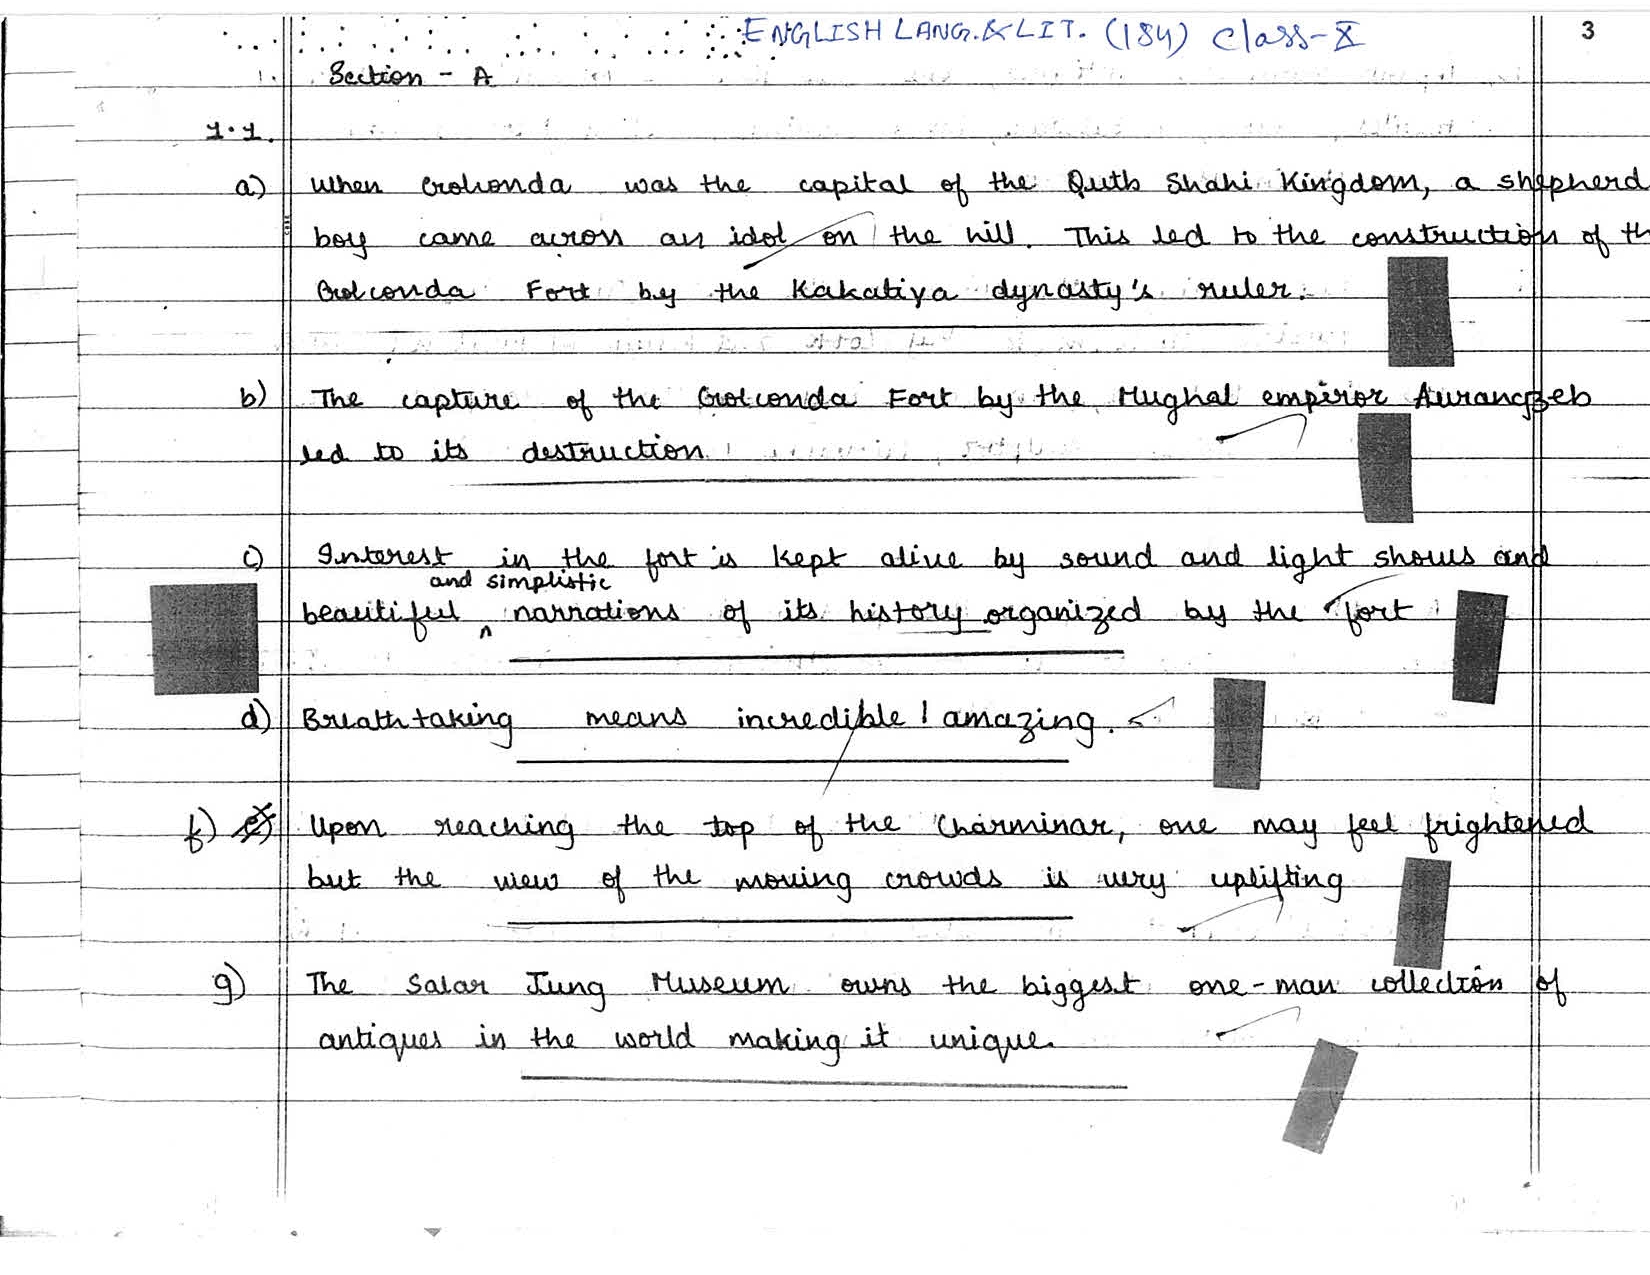 ENGLISH LANG. & LIT. (184) Class-X
3
Section - A
1.1.
a) When Golconda was the capital of the Qutb Shahi Kingdom, a shepherd
boy came across an idol on the hill. This led to the construction of th
Golconda Fort by the Kakatiya dynasty's ruler.
b) The capture of the Golconda Fort by the Mughal empiror Aurangzeb
led to its destruction
c) Interest in the fort is kept alive by sound and light shows and
and simplistic
beautiful ^ narrations of its history organized by the fort
d) Breathtaking means incredible / amazing.
f) Upon reaching the top of the Charminar, one may feel frightened
but the view of the moving crowds is very uplifting
g) The Salar Jung Museum owns the biggest one-man collection of
antiques in the world making it unique.